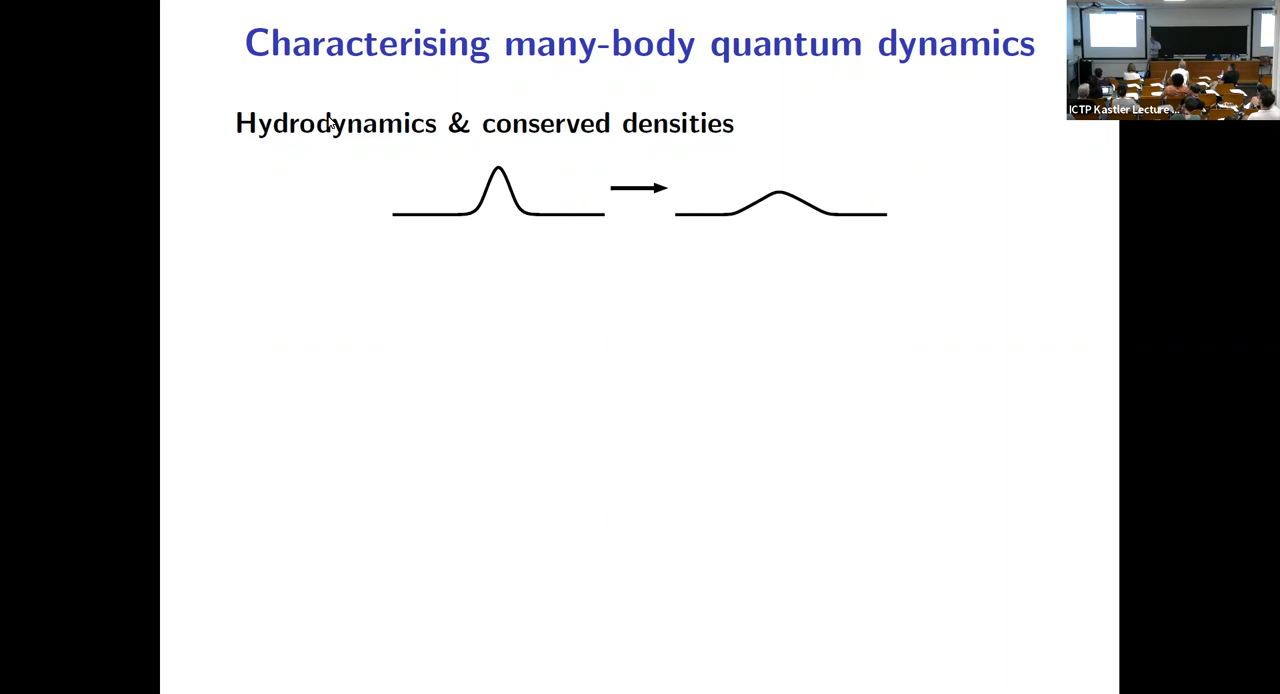 Characterising many-body quantum dynamics
ICTP Kastler Lecture ...
Hydrodynamics & conserved densities